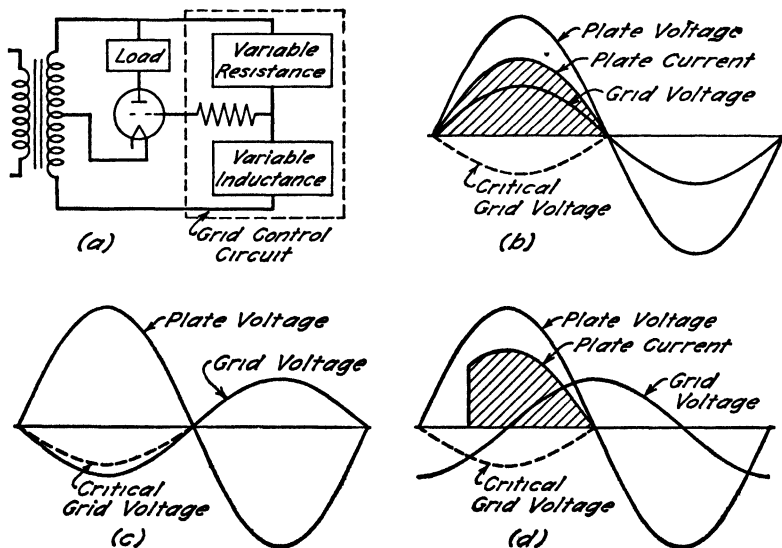 Load
Variable
Resistance
Variable
Inductance
(a)
Grid Control
Circuit
Plate Voltage
Plate Current
Grid Voltage
Critical
Grid Voltage
(b)
Plate Voltage
Grid Voltage
Critical
Grid Voltage
(c)
Plate Voltage
Plate Current
Grid
Voltage
Critical
Grid Voltage
(d)